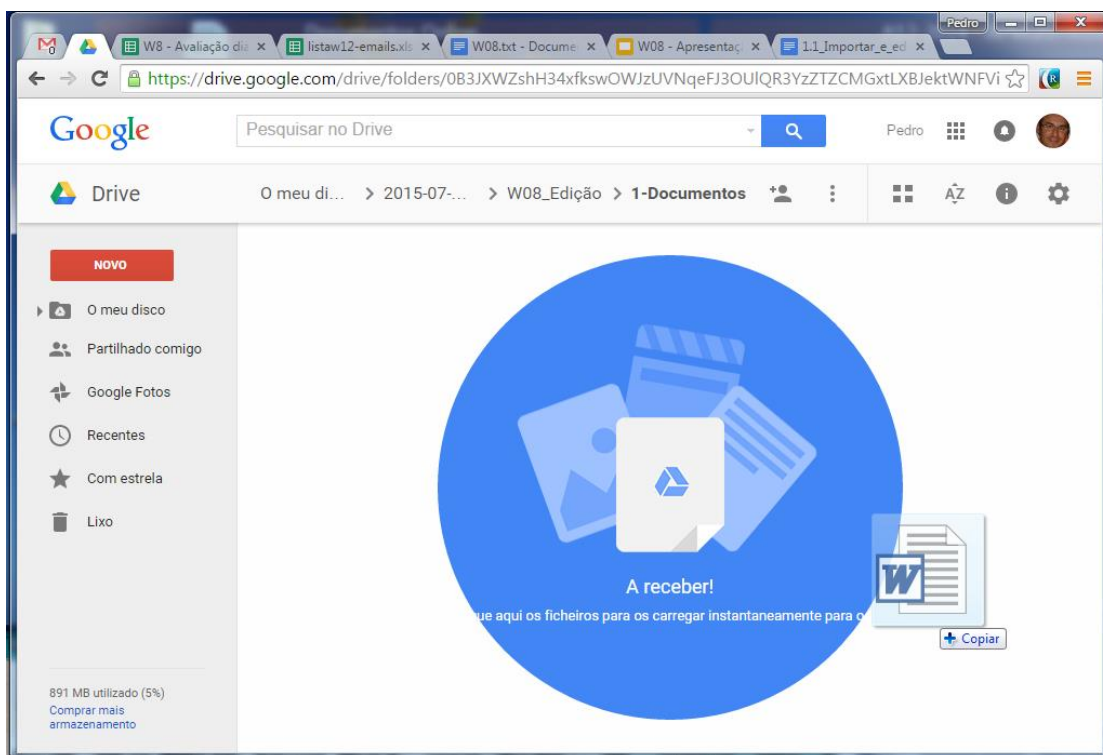 Pedro
W8 - Avaliação dia
listaw12-emails.xls
W08.txt - Docume
W08 - Apresentaç
1.1_Importar_e_ed
https://drive.google.com/drive/folders/0B3JXWZshH34xfkswOWJzUVNqeFJ3OUlQR3YzZTZCMGxtLXBJektWNFVi
Google
Pesquisar no Drive
Pedro
Drive
O meu di... > 2015-07-... > W08_Edição > 1-Documentos
AZ
NOVO
O meu disco
Partilhado comigo
Google Fotos
Recentes
Com estrela
Lixo
A receber!
ue aqui os ficheiros para os carregar instantaneamente para o
W
Copiar
891 MB utilizado (5%)
Comprar mais
armazenamento